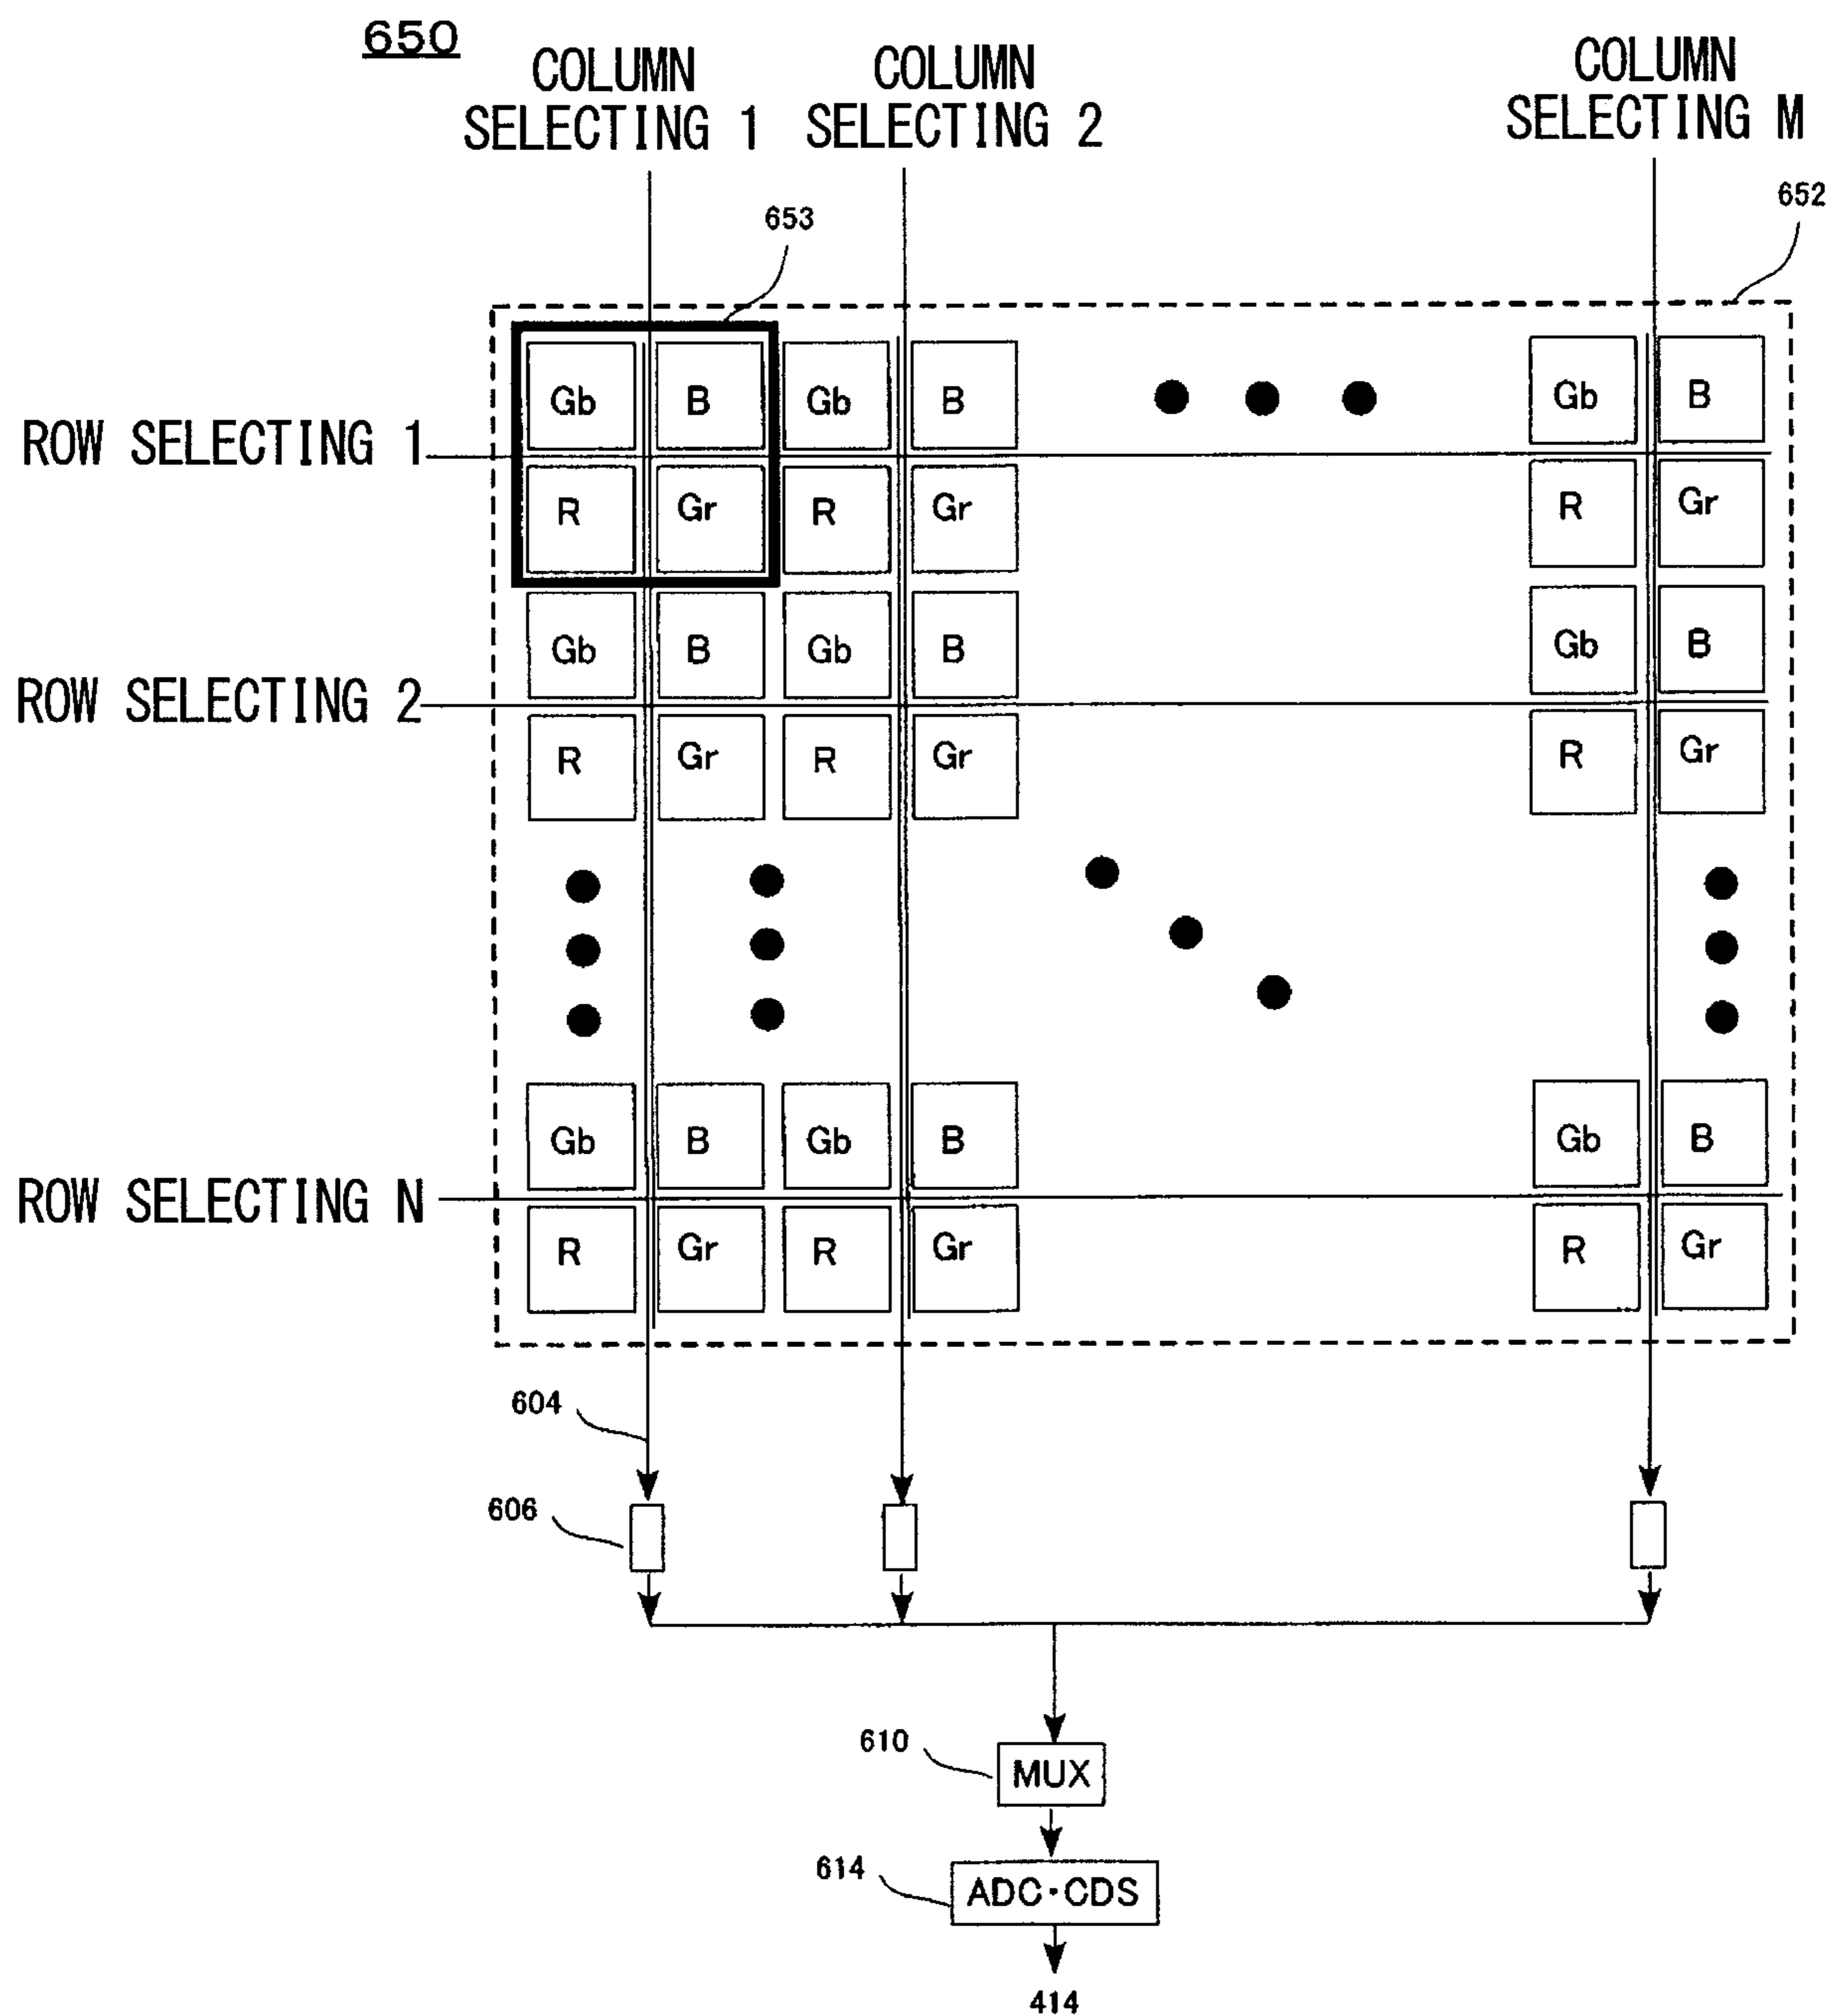 650
COLUMN SELECTING 1
COLUMN SELECTING 2
COLUMN SELECTING M
652
653
Gb B Gb B Gb B
ROW SELECTING 1
R Gr R Gr R Gr
Gb B Gb B Gb B
ROW SELECTING 2
R Gr R Gr R Gr
Gb B Gb B Gb B
ROW SELECTING N
R Gr R Gr R Gr
604
606
610
MUX
614
ADC·CDS
414